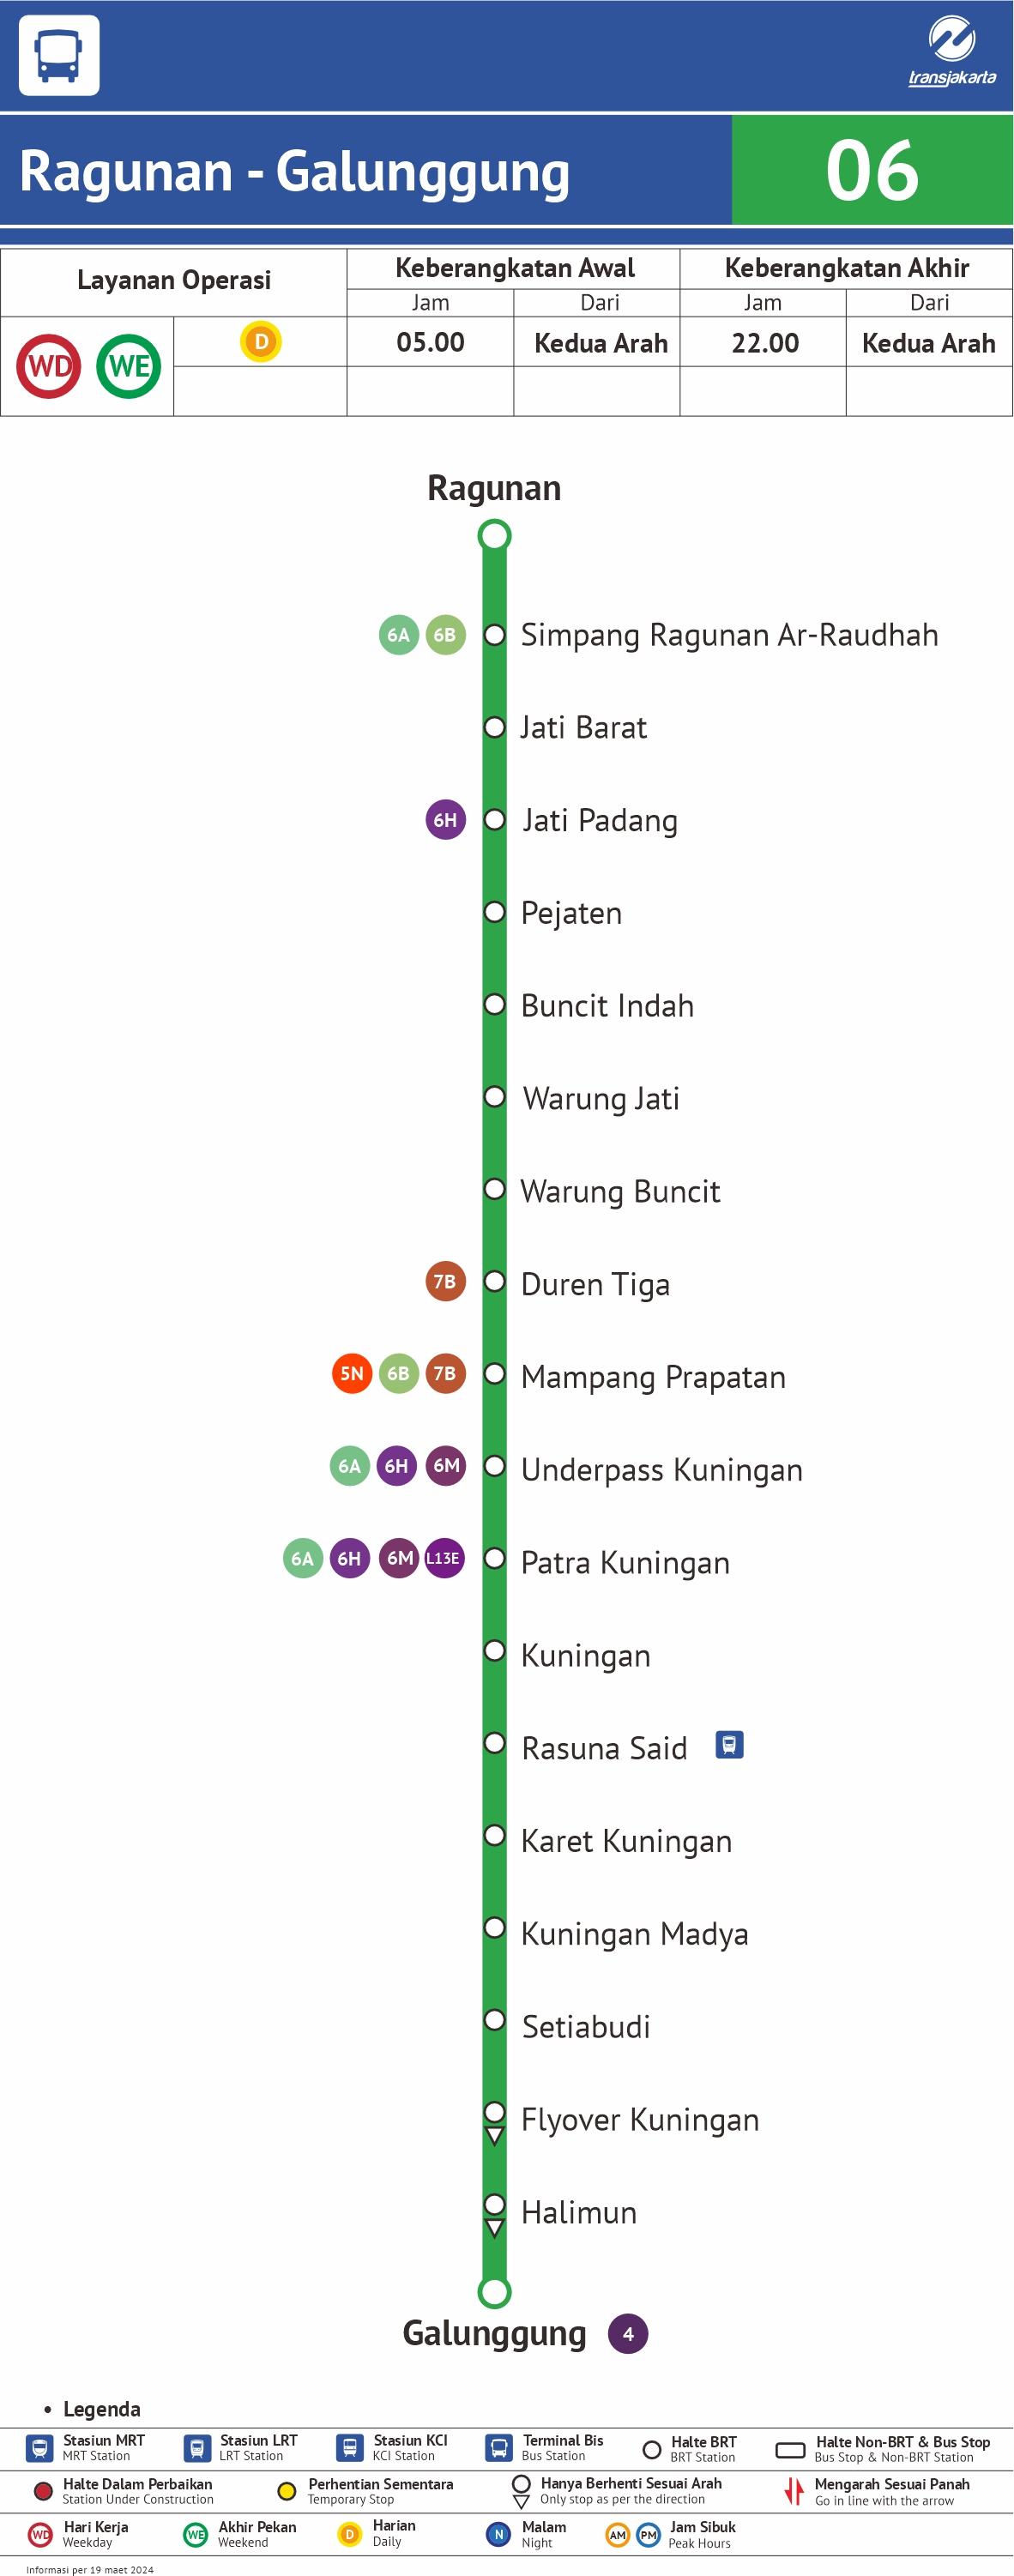 transjakarta
Ragunan - Galunggung
06
Layanan Operasi
Keberangkatan Awal
Keberangkatan Akhir
Jam
Dari
Jam
Dari
WD WE
D
05.00
Kedua Arah
22.00
Kedua Arah
Ragunan
6A 6B Simpang Ragunan Ar-Raudhah
Jati Barat
6H Jati Padang
Pejaten
Buncit Indah
Warung Jati
Warung Buncit
7B Duren Tiga
5N 6B 7B Mampang Prapatan
6A 6H 6M Underpass Kuningan
6A 6H 6M L13E Patra Kuningan
Kuningan
Rasuna Said
Karet Kuningan
Kuningan Madya
Setiabudi
Flyover Kuningan
Halimun
Galunggung 4
• Legenda
Stasiun MRT
MRT Station
Stasiun LRT
LRT Station
Stasiun KCI
KCI Station
Terminal Bis
Bus Station
Halte BRT
BRT Station
Halte Non-BRT & Bus Stop
Bus Stop & Non-BRT Station
Halte Dalam Perbaikan
Station Under Construction
Perhentian Sementara
Temporary Stop
Hanya Berhenti Sesuai Arah
Only stop as per the direction
Mengarah Sesuai Panah
Go in line with the arrow
WD Hari Kerja
Weekday
WE Akhir Pekan
Weekend
D Harian
Daily
N Malam
Night
AM PM Jam Sibuk
Peak Hours
Informasi per 19 maet 2024